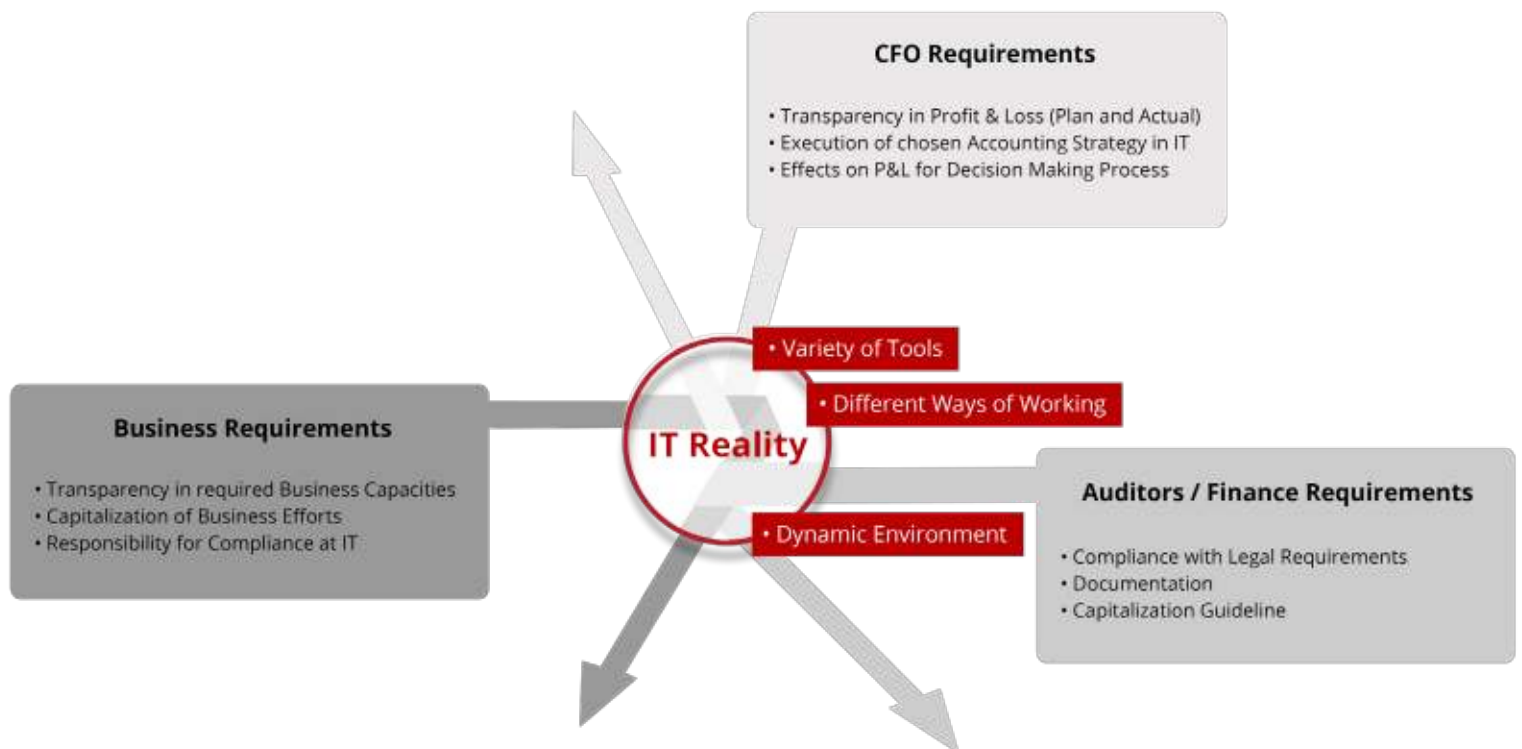 CFO Requirements
• Transparency in Profit & Loss (Plan and Actual)
• Execution of chosen Accounting Strategy in IT
• Effects on P&L for Decision Making Process
• Variety of Tools
• Different Ways of Working
IT Reality
• Dynamic Environment
Business Requirements
• Transparency in required Business Capacities
• Capitalization of Business Efforts
• Responsibility for Compliance at IT
Auditors / Finance Requirements
• Compliance with Legal Requirements
• Documentation
• Capitalization Guideline